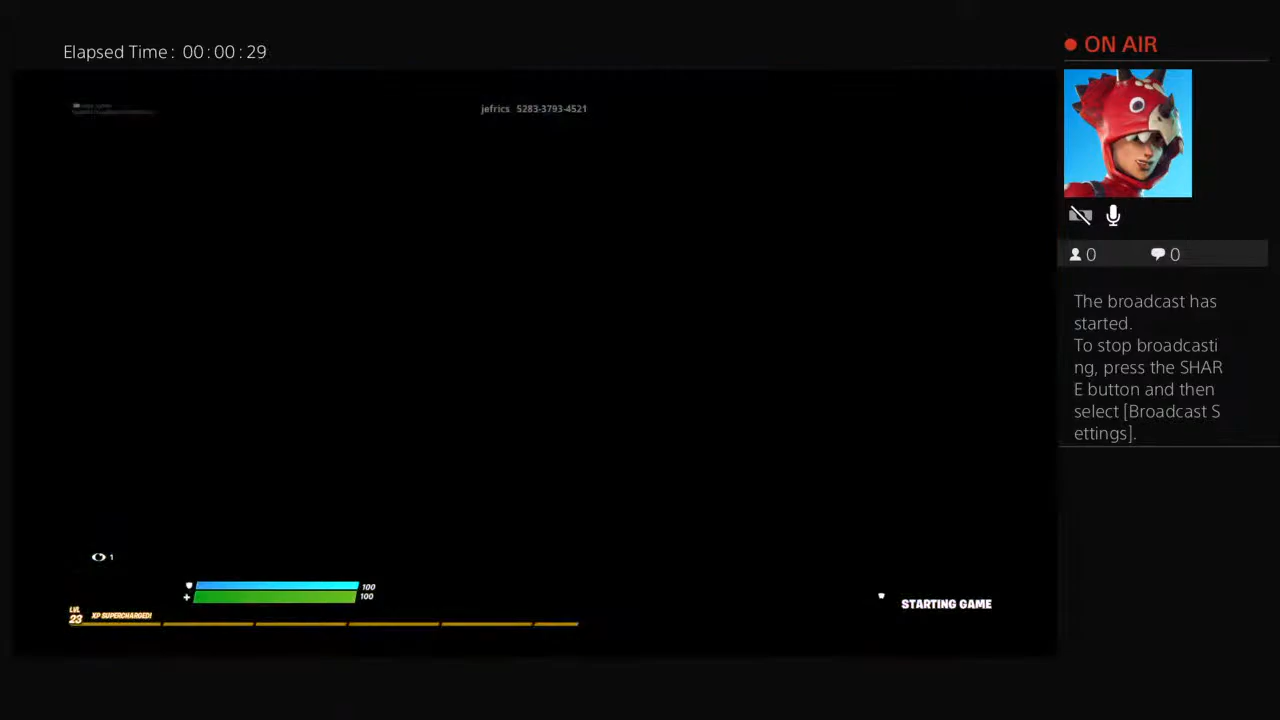 Elapsed Time: 00:00:29
ON AIR
jefrics 5283-3793-4521
0 0
The broadcast has
started.
To stop broadcasti
ng, press the SHAR
E button and then
select [Broadcast S
ettings].
1
100
100
LVL
23 XP SUPERCHARGED!
STARTING GAME